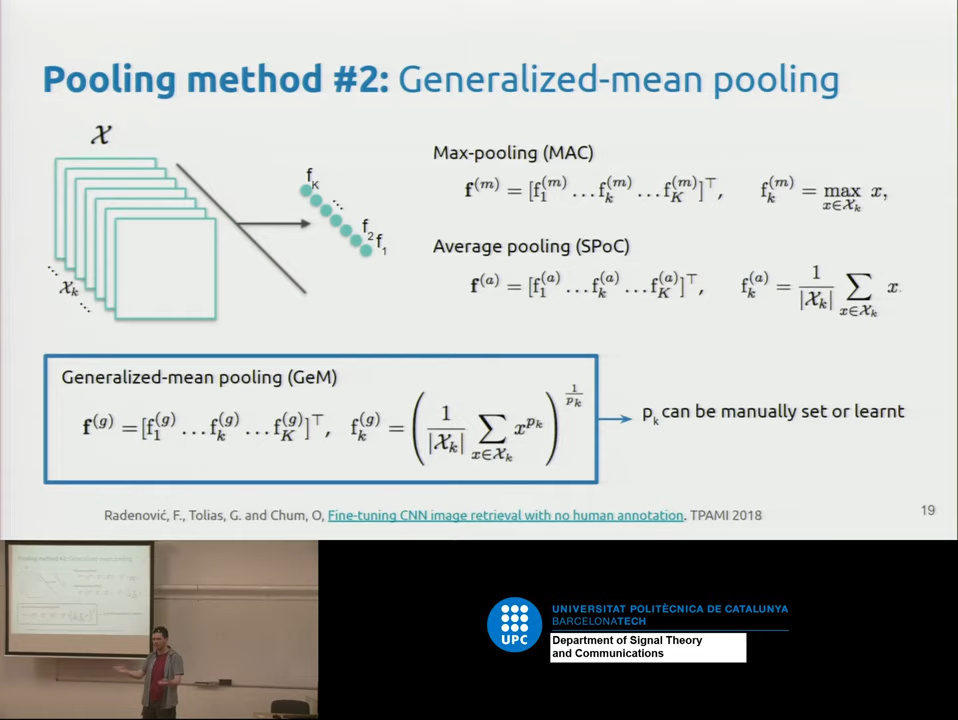 Pooling method #2: Generalized-mean pooling
𝒳
f_K
⋱
f_2
f_1
⋱
𝒳_k
⋱
Max-pooling (MAC)
f^(m) = [f_1^(m) ... f_k^(m) ... f_K^(m)]^⊤, f_k^(m) = max_{x∈𝒳_k} x,
Average pooling (SPoC)
f^(a) = [f_1^(a) ... f_k^(a) ... f_K^(a)]^⊤, f_k^(a) = 1/|𝒳_k| ∑_{x∈𝒳_k} x.
Generalized-mean pooling (GeM)
f^(g) = [f_1^(g) ... f_k^(g) ... f_K^(g)]^⊤, f_k^(g) = (1/|𝒳_k| ∑_{x∈𝒳_k} x^{p_k})^{1/p_k}
p_k can be manually set or learnt
Radenović, F., Tolias, G. and Chum, O, Fine-tuning CNN image retrieval with no human annotation. TPAMI 2018
19
UPC
UNIVERSITAT POLITÈCNICA DE CATALUNYA
BARCELONATECH
Department of Signal Theory
and Communications